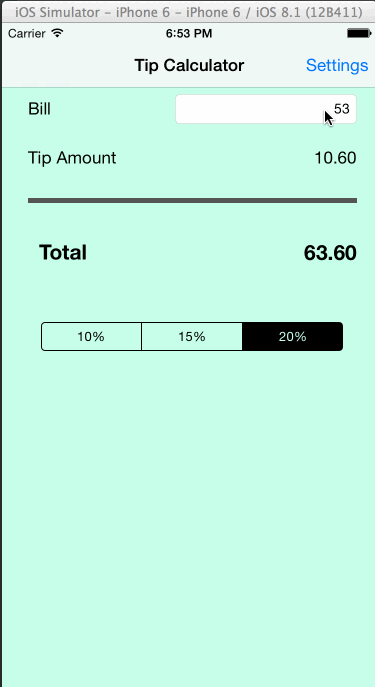 iOS Simulator – iPhone 6 – iPhone 6 / iOS 8.1 (12B411)
Carrier 6:53 PM
Tip Calculator Settings
Bill 53
Tip Amount 10.60
Total 63.60
10% 15% 20%